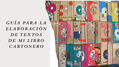 GUÍA PARA LA
ELABORACIÓN
DE TEXTOS
DE MI LIBRO
CARTONERO